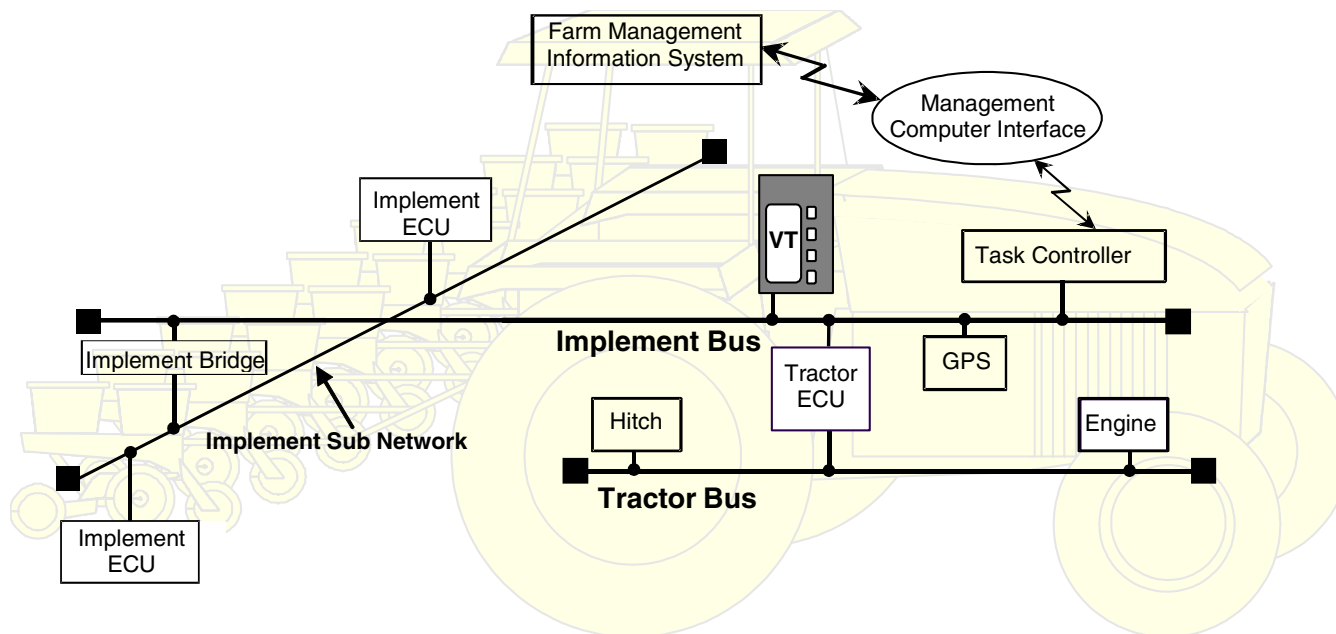 Farm Management
Information System
Management
Computer Interface
Implement
ECU
VT
Task Controller
Implement Bus
Implement Bridge
Tractor
ECU
GPS
Hitch
Engine
Implement Sub Network
Tractor Bus
Implement
ECU